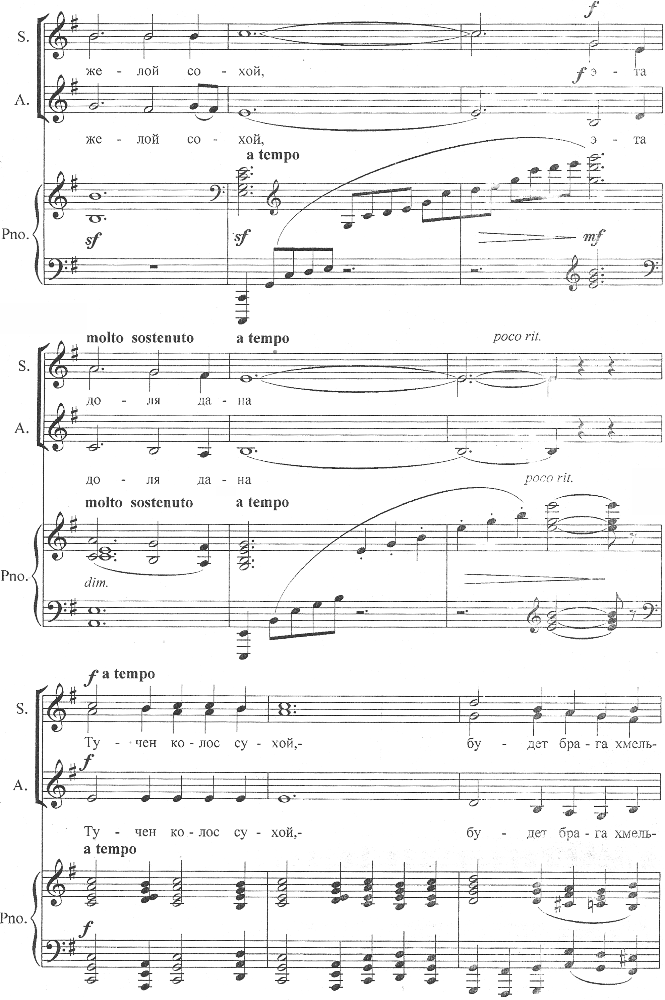 f
S.
же - лой со - хой, э - та
f
A.
же - лой со - хой, э - та
a tempo
Pno.
sf sf mf
molto sostenuto a tempo poco rit.
S.
до - ля да - на
A.
poco rit.
до - ля да - на
molto sostenuto a tempo
Pno.
dim.
f a tempo
S.
Ту - чен ко - лос су - хой,- бу - дет бра - га хмель-
f
A.
Ту - чен ко - лос су - хой,- бу - дет бра - га хмель-
a tempo
Pno.
f